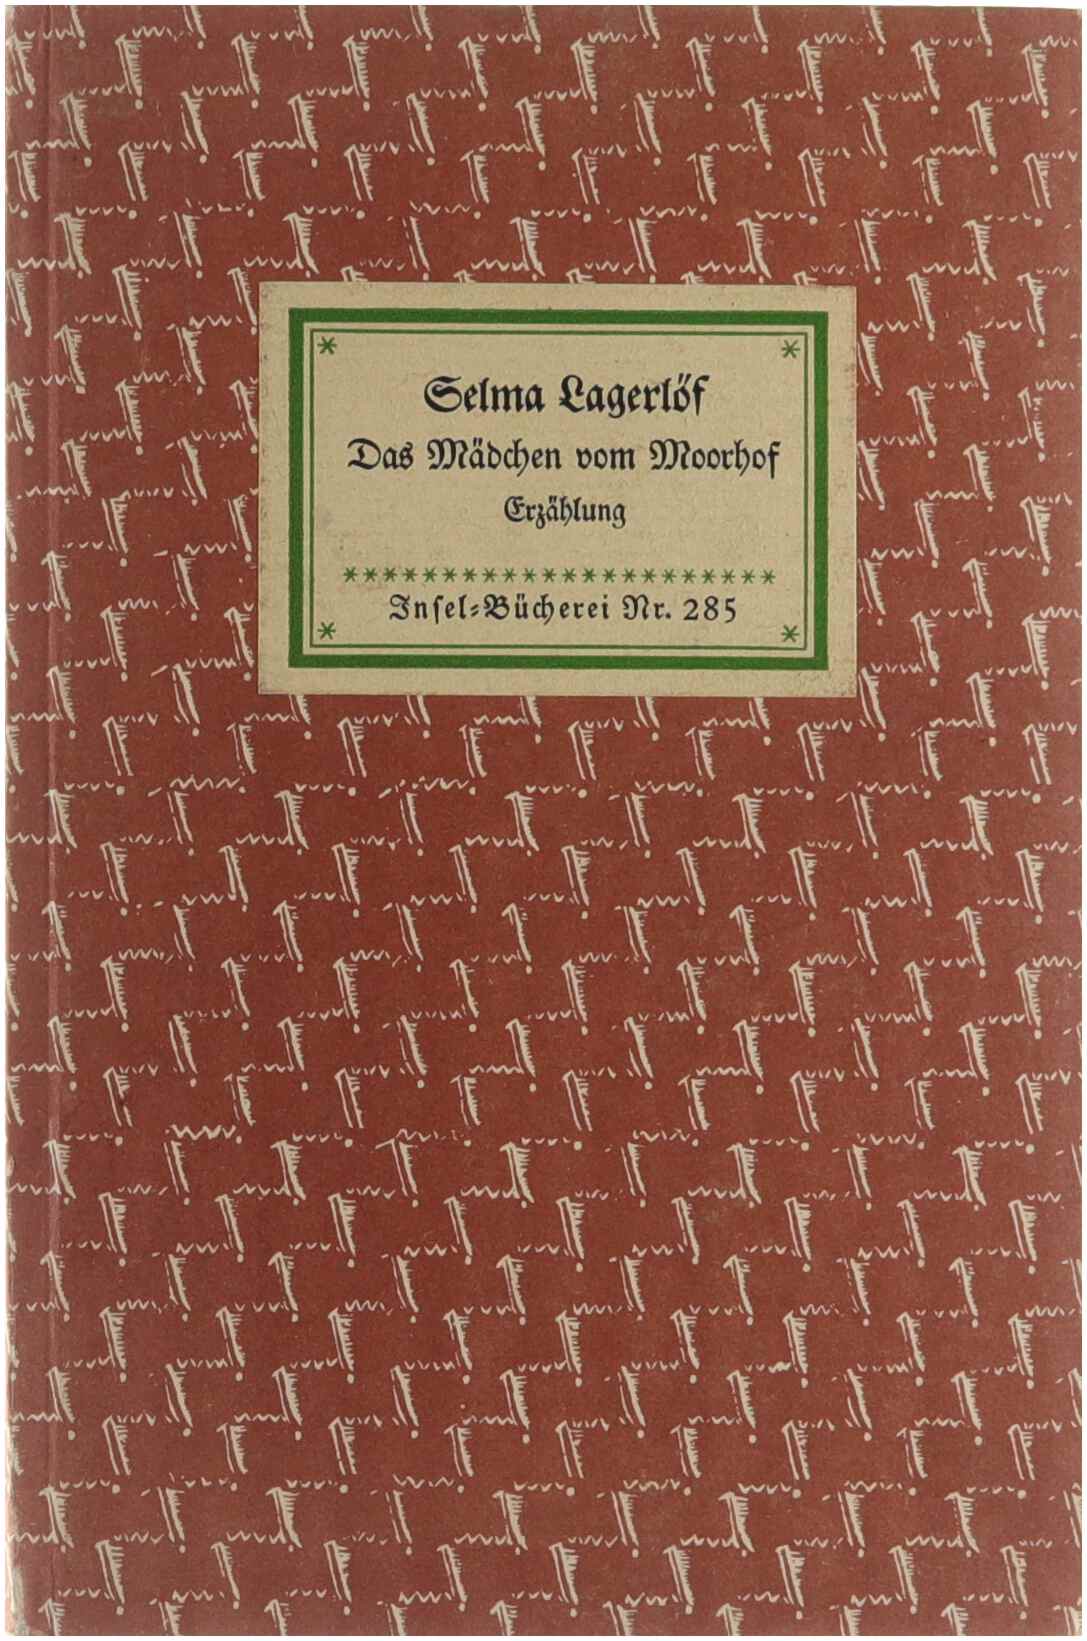 Selma Lagerlöf
Das Mädchen vom Moorhof
Erzählung
Insel-Bücherei Nr. 285